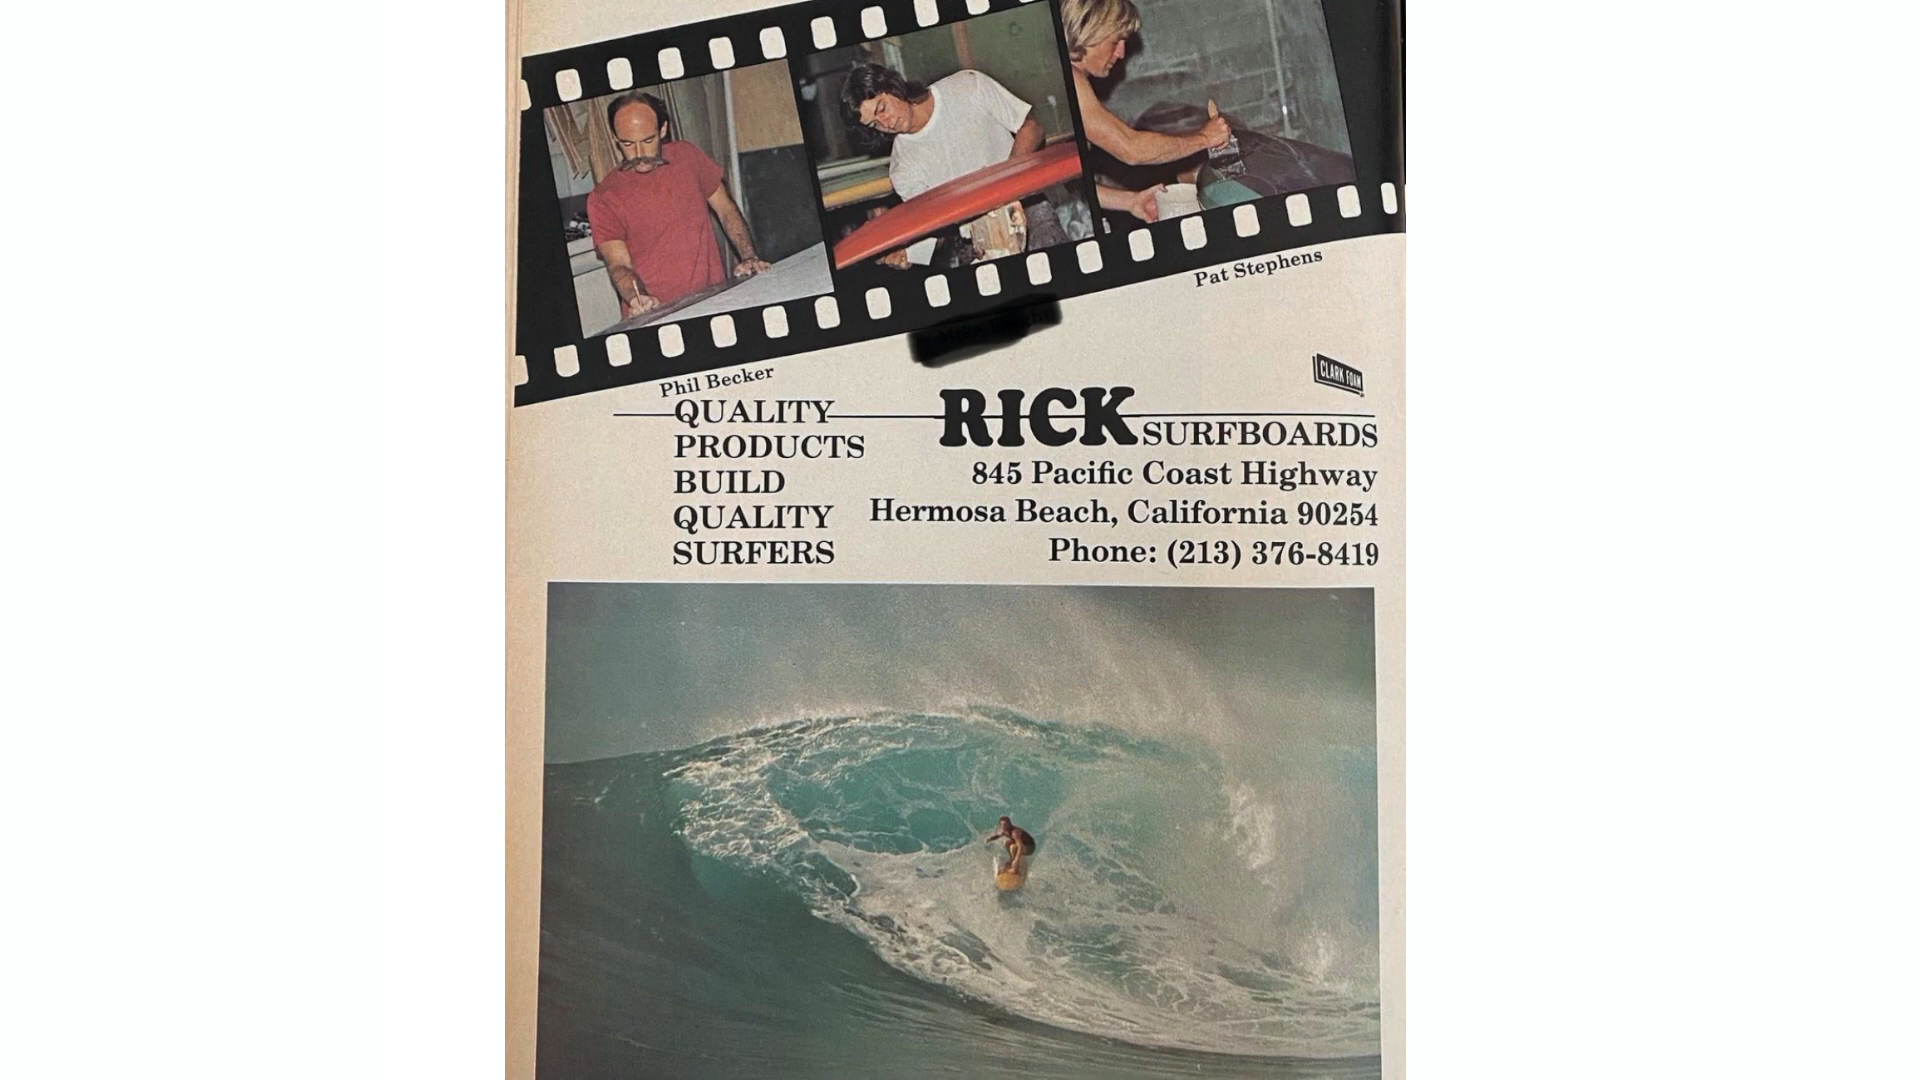 Pat Stephens
Phil Becker
CLARK FOAM
QUALITY
PRODUCTS
BUILD
QUALITY
SURFERS
RICK SURFBOARDS
845 Pacific Coast Highway
Hermosa Beach, California 90254
Phone: (213) 376-8419